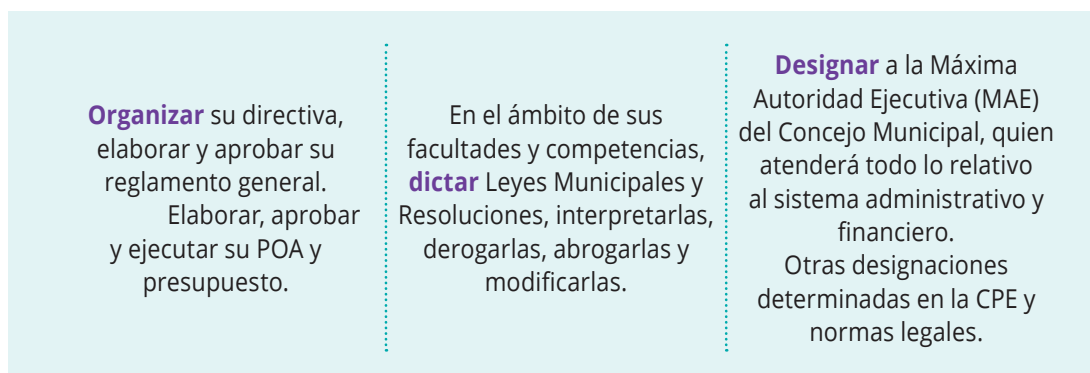 Organizar su directiva,
elaborar y aprobar su
reglamento general.
Elaborar, aprobar
y ejecutar su POA y
presupuesto.
En el ámbito de sus
facultades y competencias,
dictar Leyes Municipales y
Resoluciones, interpretarlas,
derogarlas, abrogarlas y
modificarlas.
Designar a la Máxima
Autoridad Ejecutiva (MAE)
del Concejo Municipal, quien
atenderá todo lo relativo
al sistema administrativo y
financiero.
Otras designaciones
determinadas en la CPE y
normas legales.